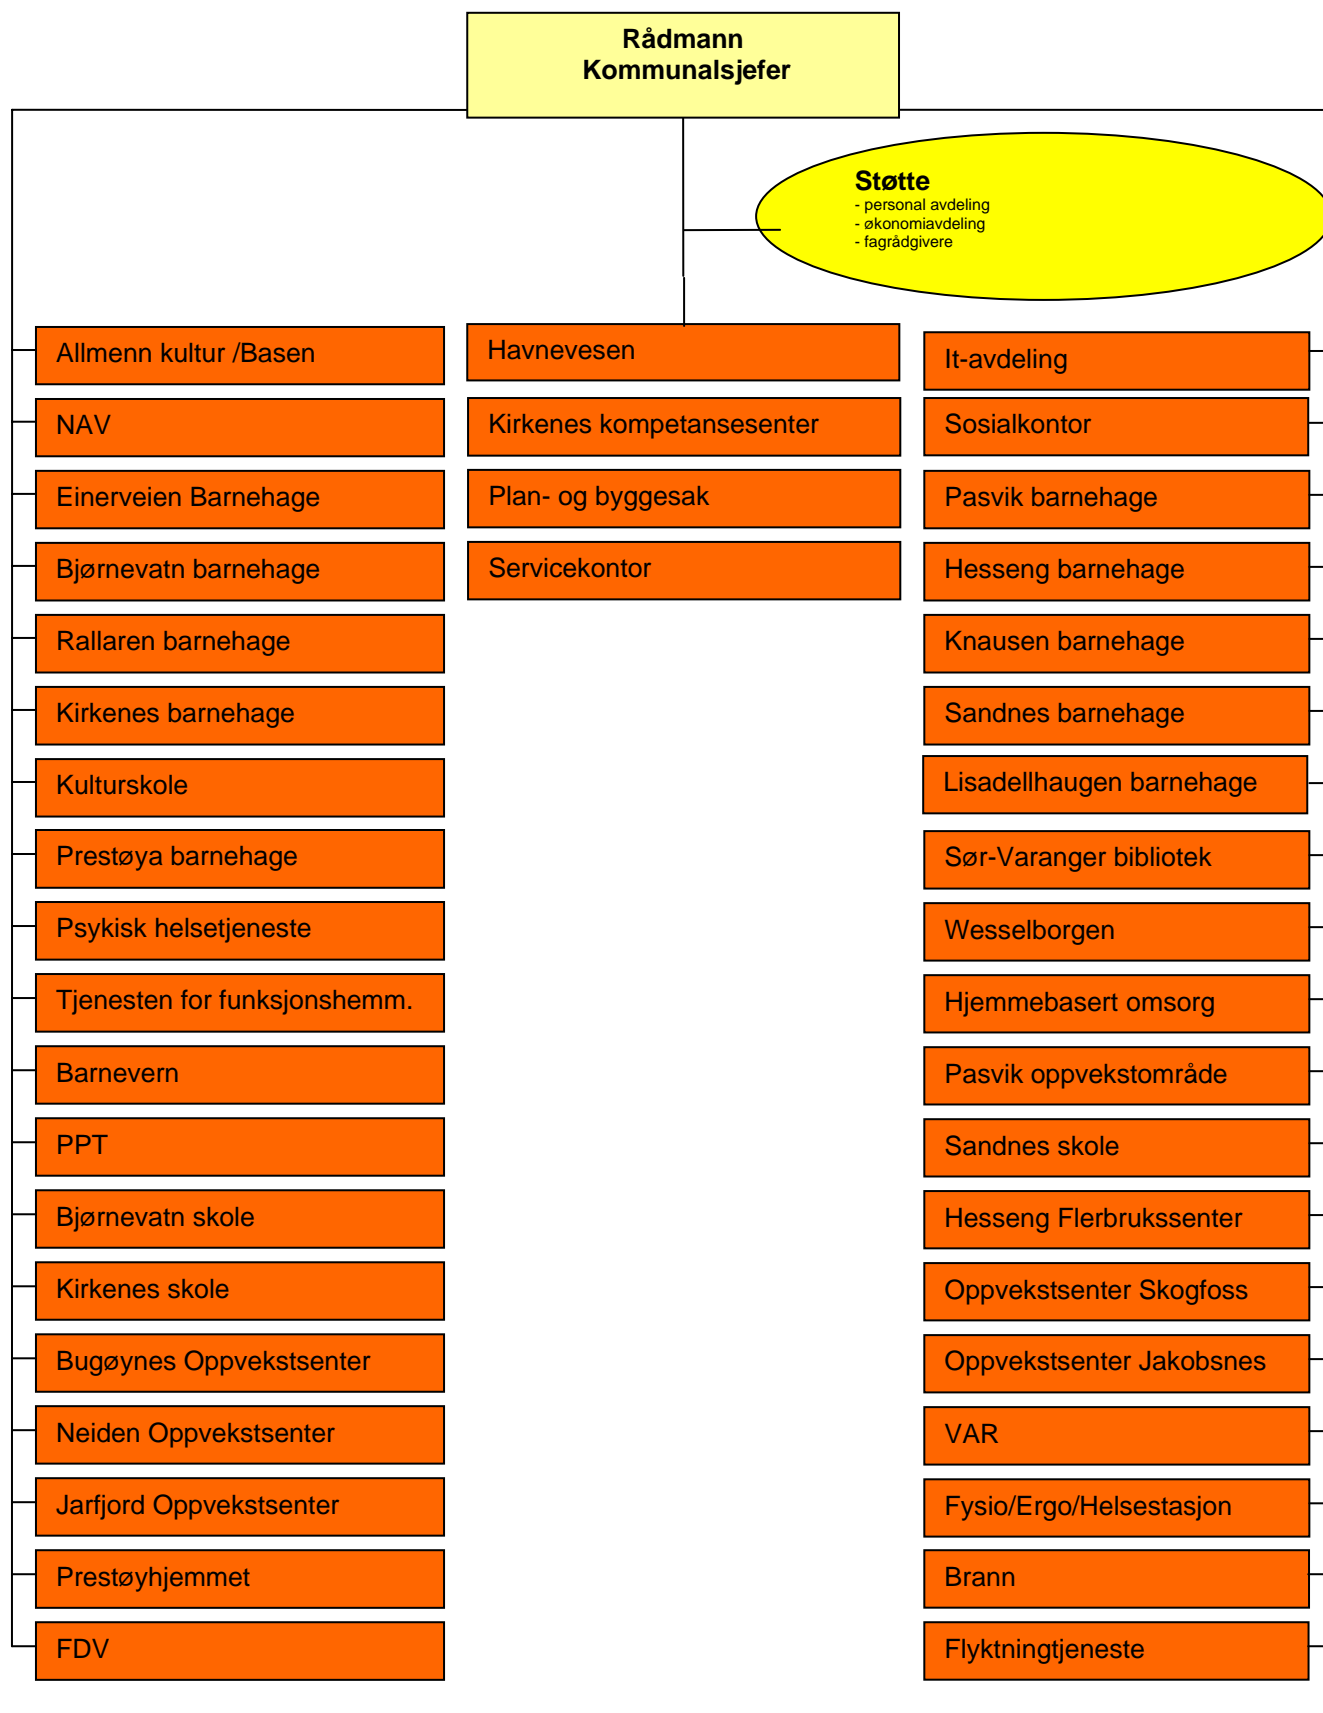 Rådmann
Kommunalsjefer
Støtte
- personal avdeling
- økonomiavdeling
- fagrådgivere
Allmenn kultur /Basen
NAV
Einerveien Barnehage
Bjørnevatn barnehage
Rallaren barnehage
Kirkenes barnehage
Kulturskole
Prestøya barnehage
Psykisk helsetjeneste
Tjenesten for funksjonshemm.
Barnevern
PPT
Bjørnevatn skole
Kirkenes skole
Bugøynes Oppvekstsenter
Neiden Oppvekstsenter
Jarfjord Oppvekstsenter
Prestøyhjemmet
FDV
Havnevesen
Kirkenes kompetansesenter
Plan- og byggesak
Servicekontor
It-avdeling
Sosialkontor
Pasvik barnehage
Hesseng barnehage
Knausen barnehage
Sandnes barnehage
Lisadellhaugen barnehage
Sør-Varanger bibliotek
Wesselborgen
Hjemmebasert omsorg
Pasvik oppvekstområde
Sandnes skole
Hesseng Flerbrukssenter
Oppvekstsenter Skogfoss
Oppvekstsenter Jakobsnes
VAR
Fysio/Ergo/Helsestasjon
Brann
Flyktningtjeneste